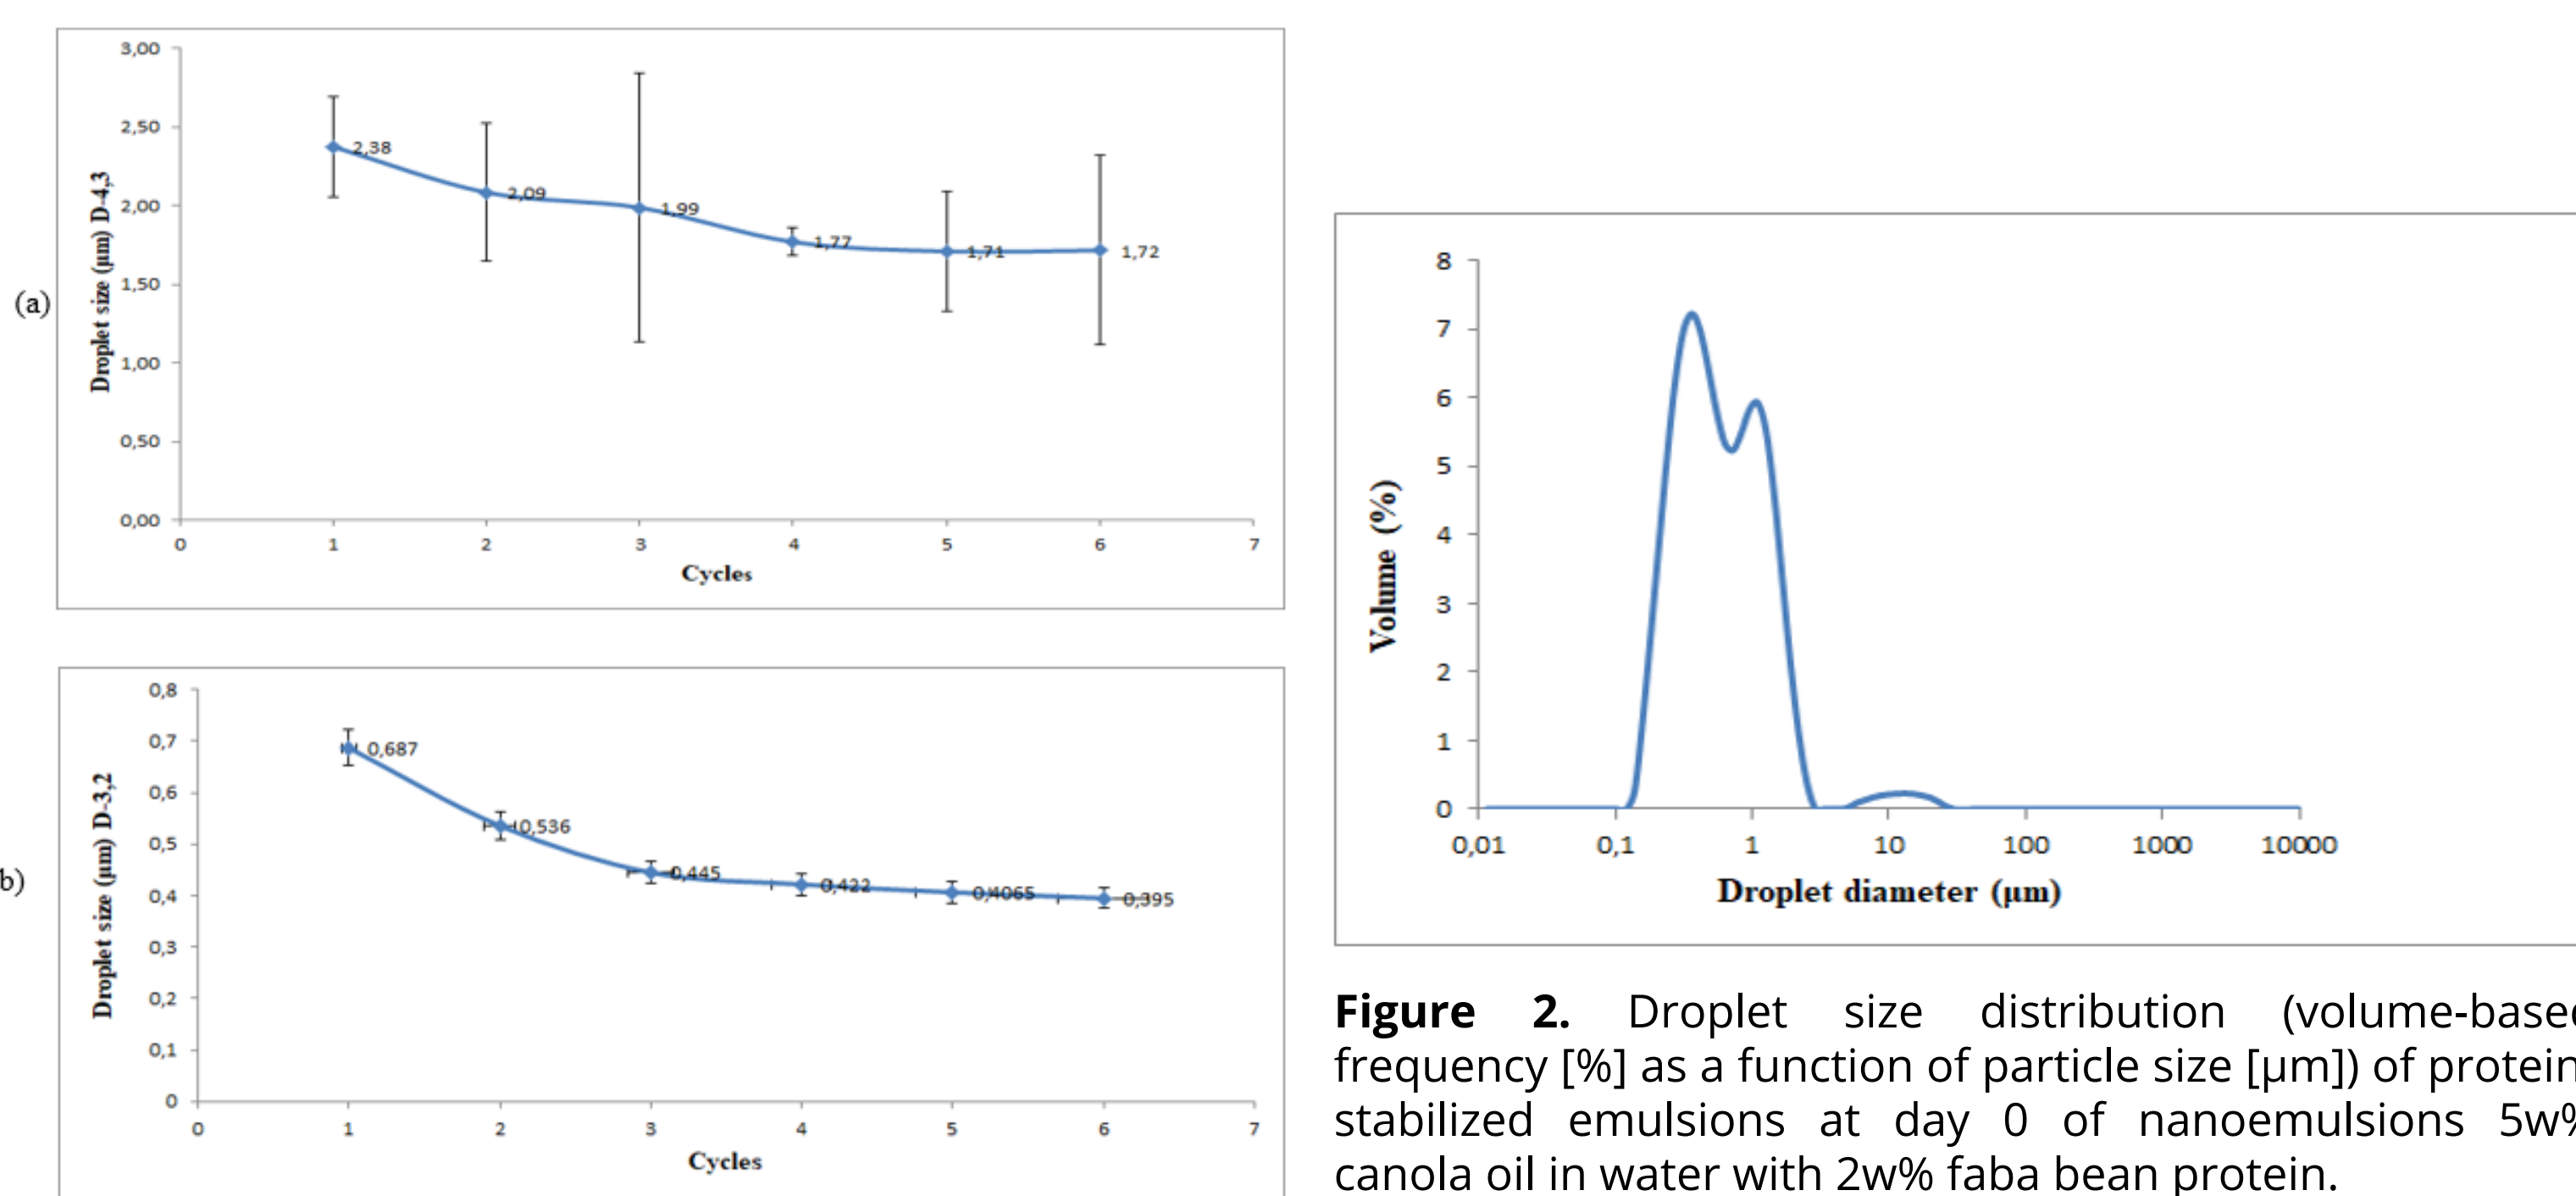 (a)
Droplet size (µm) D-4,3
3,00
2,50
2,00
1,50
1,00
0,50
0,00
2,38
2,09
1,99
1,77
1,71
1,72
0 1 2 3 4 5 6 7
Cycles
b)
Droplet size (µm) D-3,2
0,8
0,7
0,6
0,5
0,4
0,3
0,2
0,1
0
0,687
0,536
0,445
0,422
0,4065
0,395
0 1 2 3 4 5 6 7
Cycles
Volume (%)
8
7
6
5
4
3
2
1
0
0,01 0,1 1 10 100 1000 10000
Droplet diameter (µm)
Figure 2. Droplet size distribution (volume-based
frequency [%] as a function of particle size [µm]) of protein
stabilized emulsions at day 0 of nanoemulsions 5w%
canola oil in water with 2w% faba bean protein.